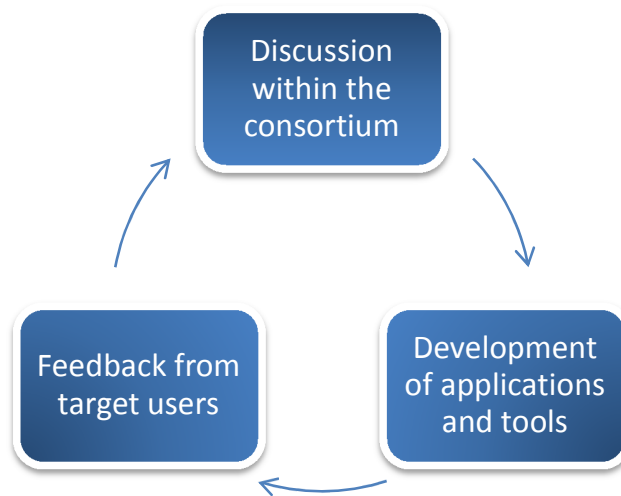 Discussion
within the
consortium
Development
of applications
and tools
Feedback from
target users